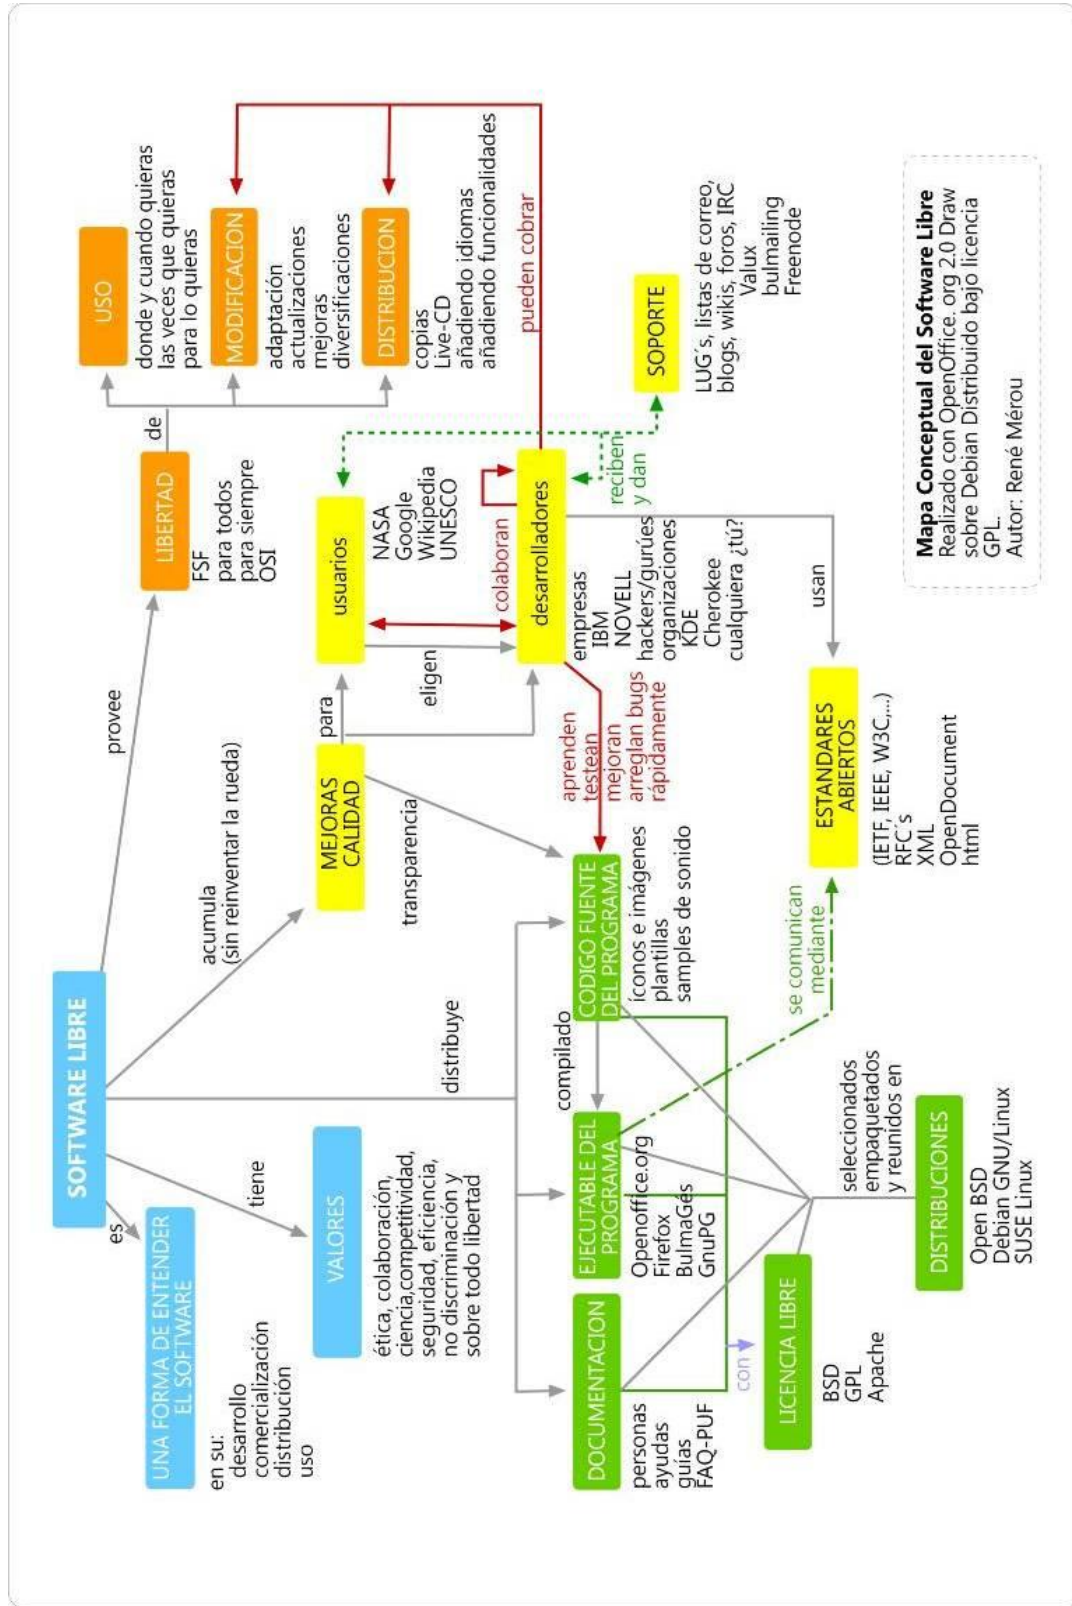 SOFTWARE LIBRE
es
tiene
distribuye
acumula
(sin reinventar la rueda)
provee
UNA FORMA DE ENTENDER
EL SOFTWARE
en su:
desarrollo
comercialización
distribución
uso
VALORES
ética, colaboración,
ciencia,competitividad,
seguridad, eficiencia,
no discriminación y
sobre todo libertad
MEJORAS
CALIDAD
transparencia
para
LIBERTAD
FSF
para todos
para siempre
OSI
de
USO
donde y cuando quieras
las veces que quieras
para lo quieras
MODIFICACION
adaptación
actualizaciones
mejoras
diversificaciones
DISTRIBUCION
copias
Live-CD
añadiendo idiomas
añadiendo funcionalidades
usuarios
NASA
Google
Wikipedia
UNESCO
eligen
colaboran
desarrolladores
empresas
IBM
NOVELL
hackers/gurúes
organizaciones
KDE
Cherokee
cualquiera ¿tú?
pueden cobrar
reciben
y dan
SOPORTE
LUG´s, listas de correo,
blogs, wikis, foros, IRC
Valux
bulmailing
Freenode
aprenden
testean
mejoran
arreglan bugs
rápidamente
usan
DOCUMENTACION
personas
ayudas
guías
FAQ-PUF
EJECUTABLE DEL
PROGRAMA
Openoffice.org
Firefox
BulmaGés
GnuPG
compilado
CODIGO FUENTE
DEL PROGRAMA
íconos e imágenes
plantillas
samples de sonido
se comunican
mediante
ESTANDARES
ABIERTOS
(IETF, IEEE, W3C,...)
RFC´s
XML
OpenDocument
html
con
LICENCIA LIBRE
BSD
GPL
Apache
seleccionados
empaquetados
y reunidos en
DISTRIBUCIONES
Open BSD
Debian GNU/Linux
SUSE Linux
Mapa Conceptual del Software Libre
Realizado con OpenOffice. org 2.0 Draw
sobre Debian Distribuido bajo licencia
GPL.
Autor: René Mérou